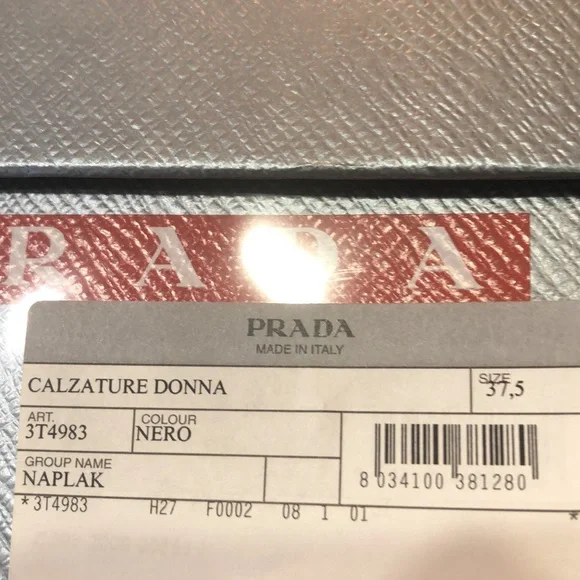 PRADA
PRADA
MADE IN ITALY
CALZATURE DONNA
SIZE
37,5
ART.
3T4983
COLOUR
NERO
GROUP NAME
NAPLAK
8 034100 381280
*3T4983 H27 F0002 08 1 01 *